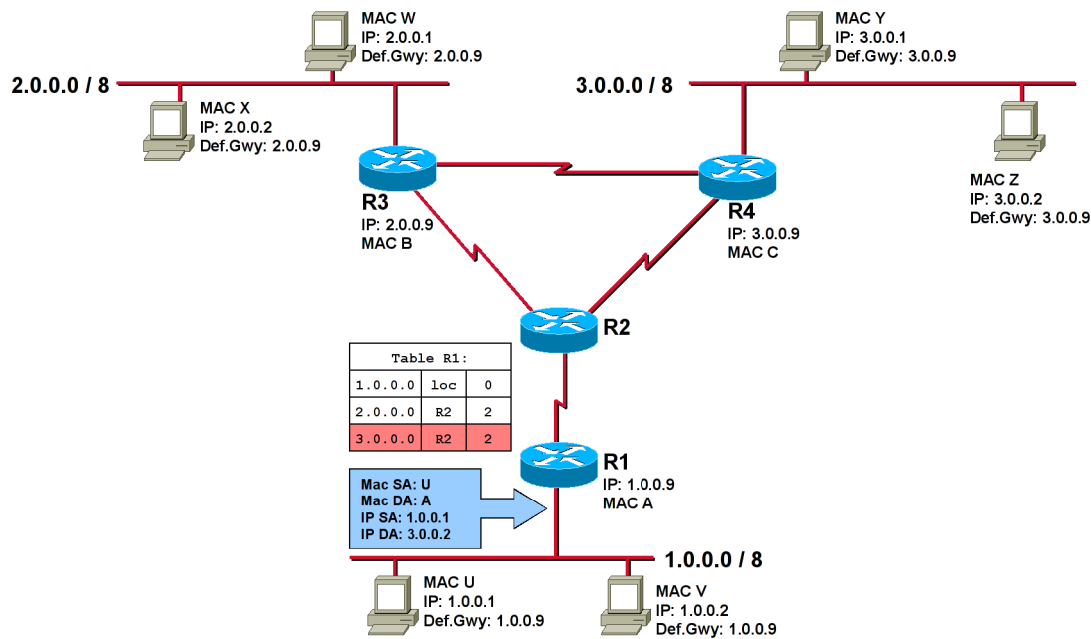 MAC W
IP: 2.0.0.1
Def.Gwy: 2.0.0.9
MAC Y
IP: 3.0.0.1
Def.Gwy: 3.0.0.9
2.0.0.0 / 8
3.0.0.0 / 8
MAC X
IP: 2.0.0.2
Def.Gwy: 2.0.0.9
MAC Z
IP: 3.0.0.2
Def.Gwy: 3.0.0.9
R3
IP: 2.0.0.9
MAC B
R4
IP: 3.0.0.9
MAC C
R2
Table R1:
1.0.0.0 loc 0
2.0.0.0 R2 2
3.0.0.0 R2 2
R1
IP: 1.0.0.9
MAC A
Mac SA: U
Mac DA: A
IP SA: 1.0.0.1
IP DA: 3.0.0.2
1.0.0.0 / 8
MAC U
IP: 1.0.0.1
Def.Gwy: 1.0.0.9
MAC V
IP: 1.0.0.2
Def.Gwy: 1.0.0.9